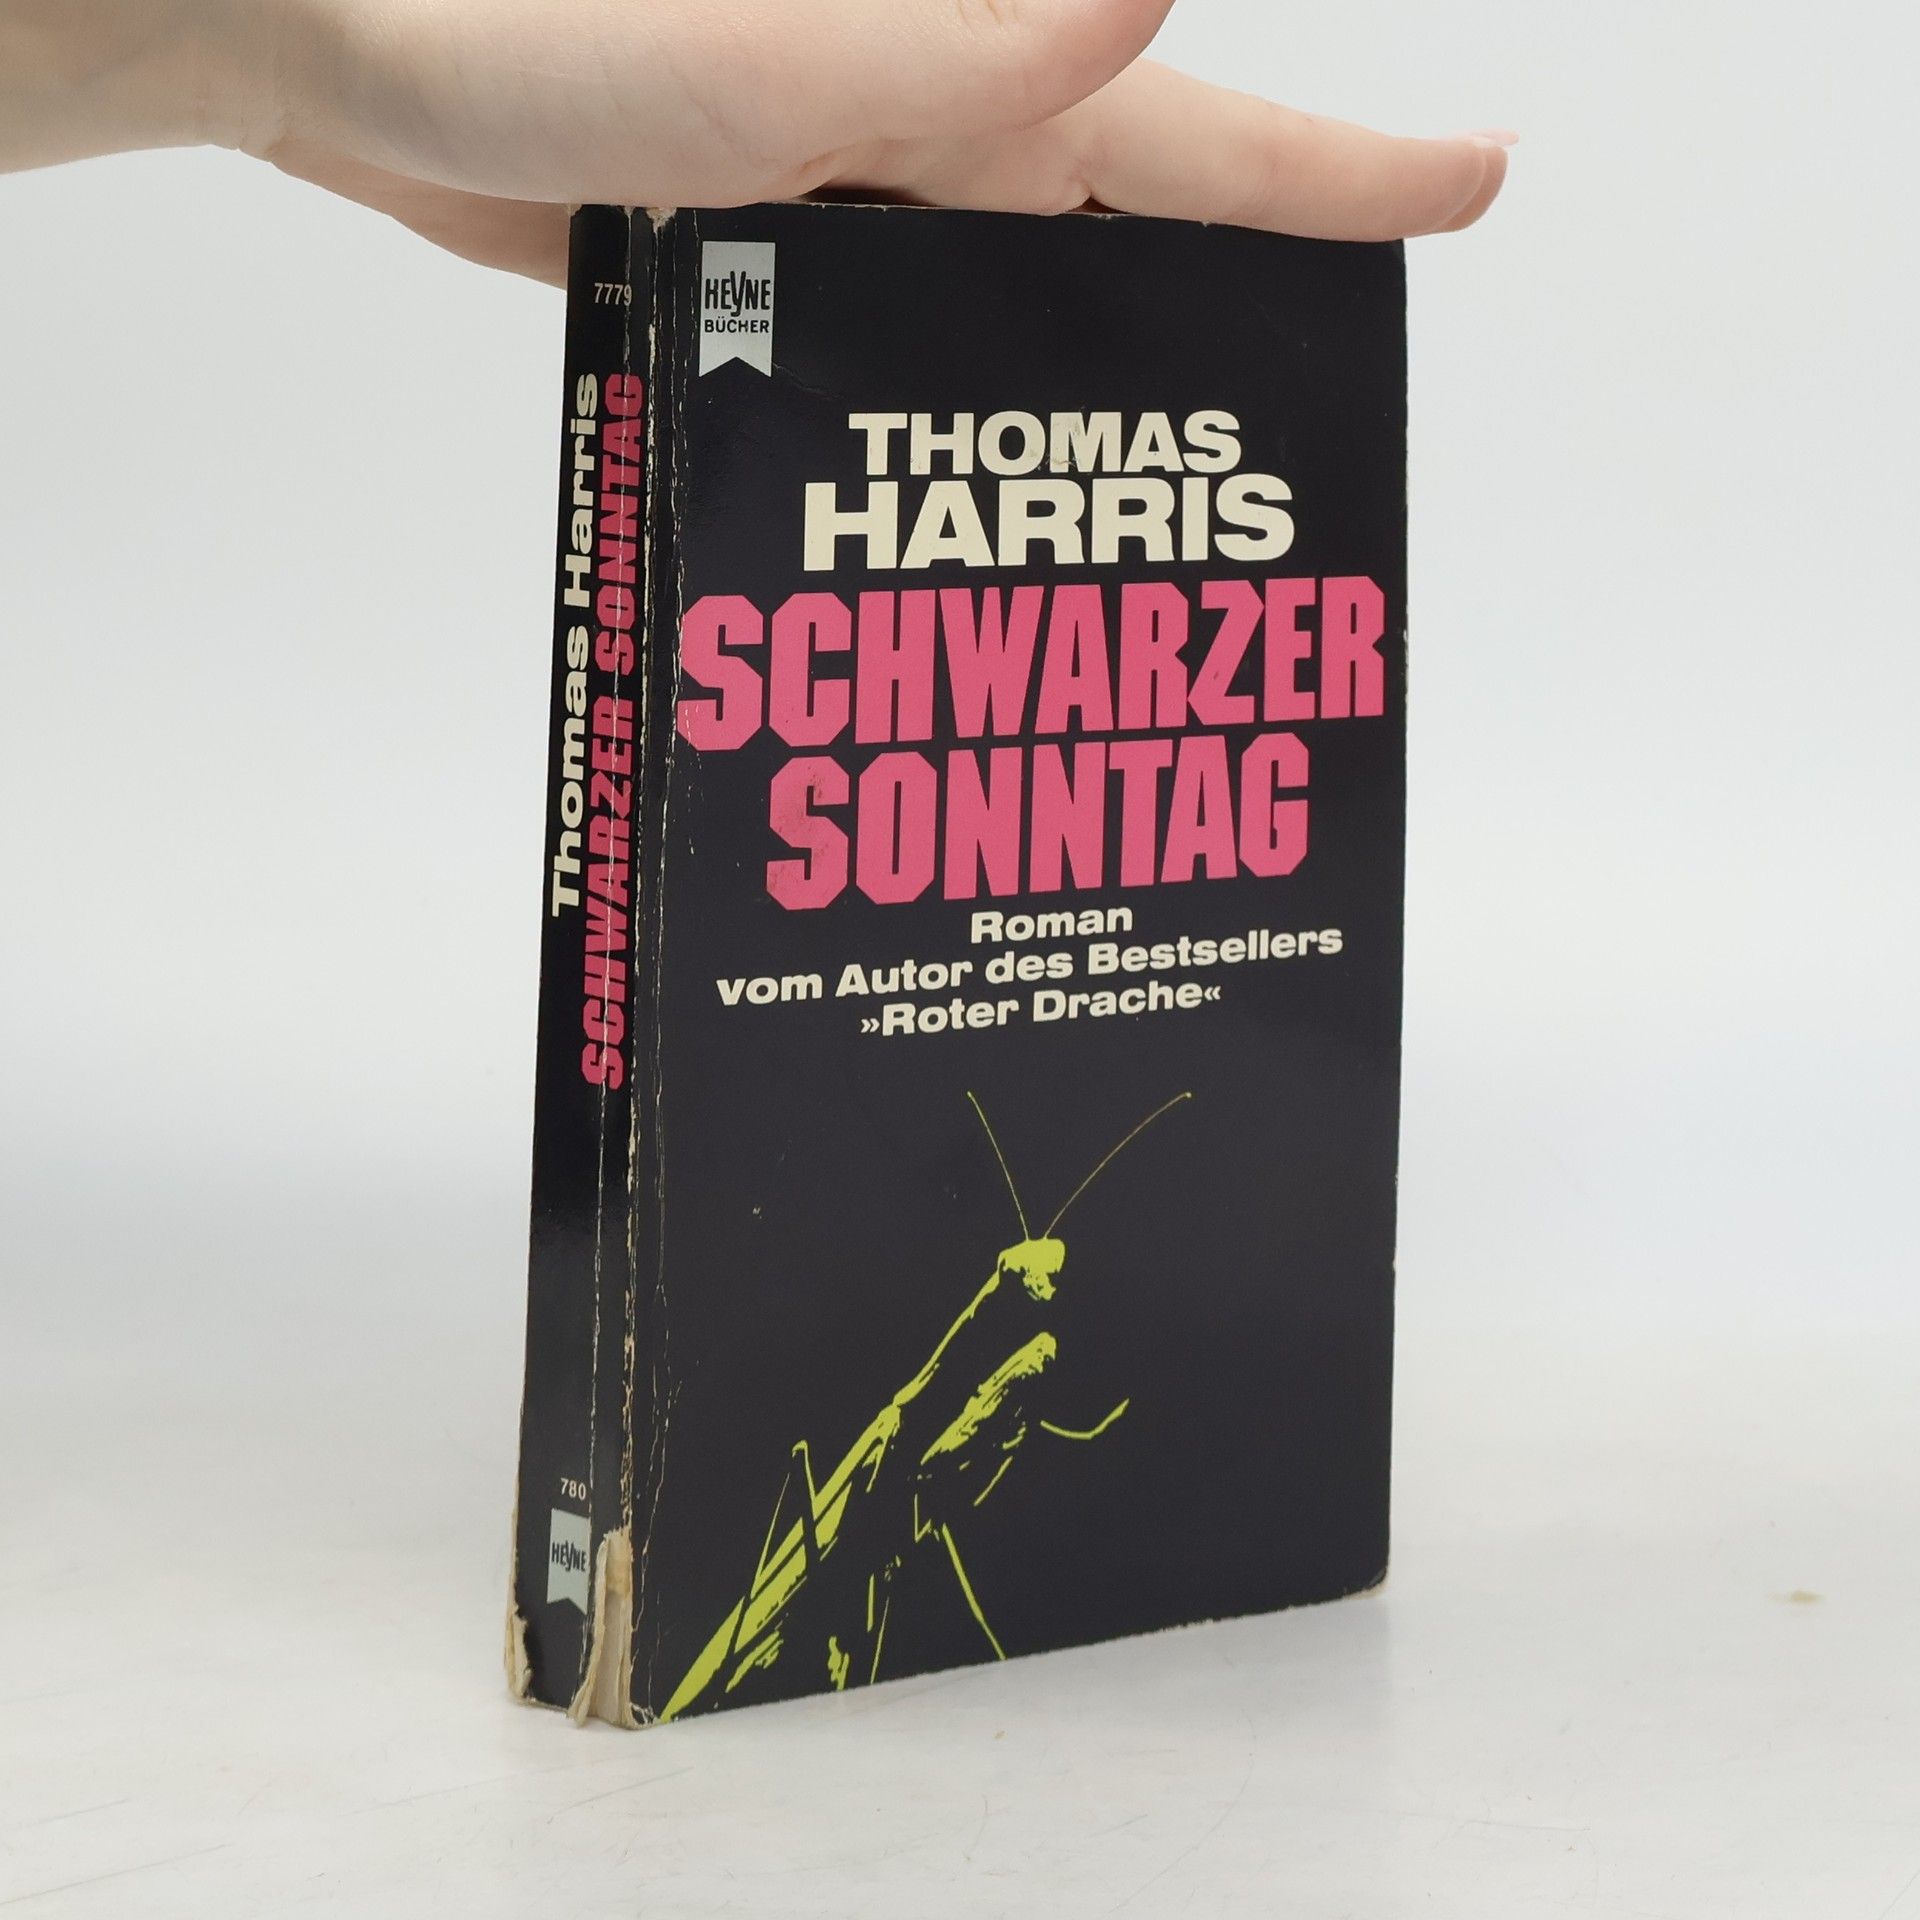 7779
Thomas Harris
SCHWARZER SONNTAG
780
HEYNE
HEYNE
BÜCHER
THOMAS
HARRIS
SCHWARZER
SONNTAG
Roman
vom Autor des Bestsellers
»Roter Drache«